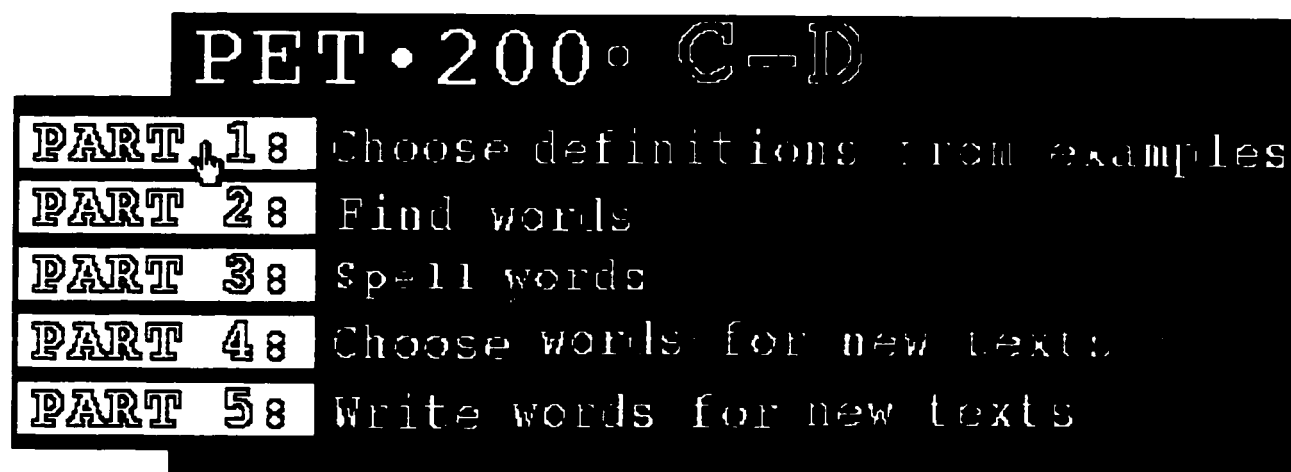 PET•200: C-D
PART 1: Choose definitions from examples
PART 2: Find words
PART 3: Spell words
PART 4: Choose words for new texts
PART 5: Write words for new texts